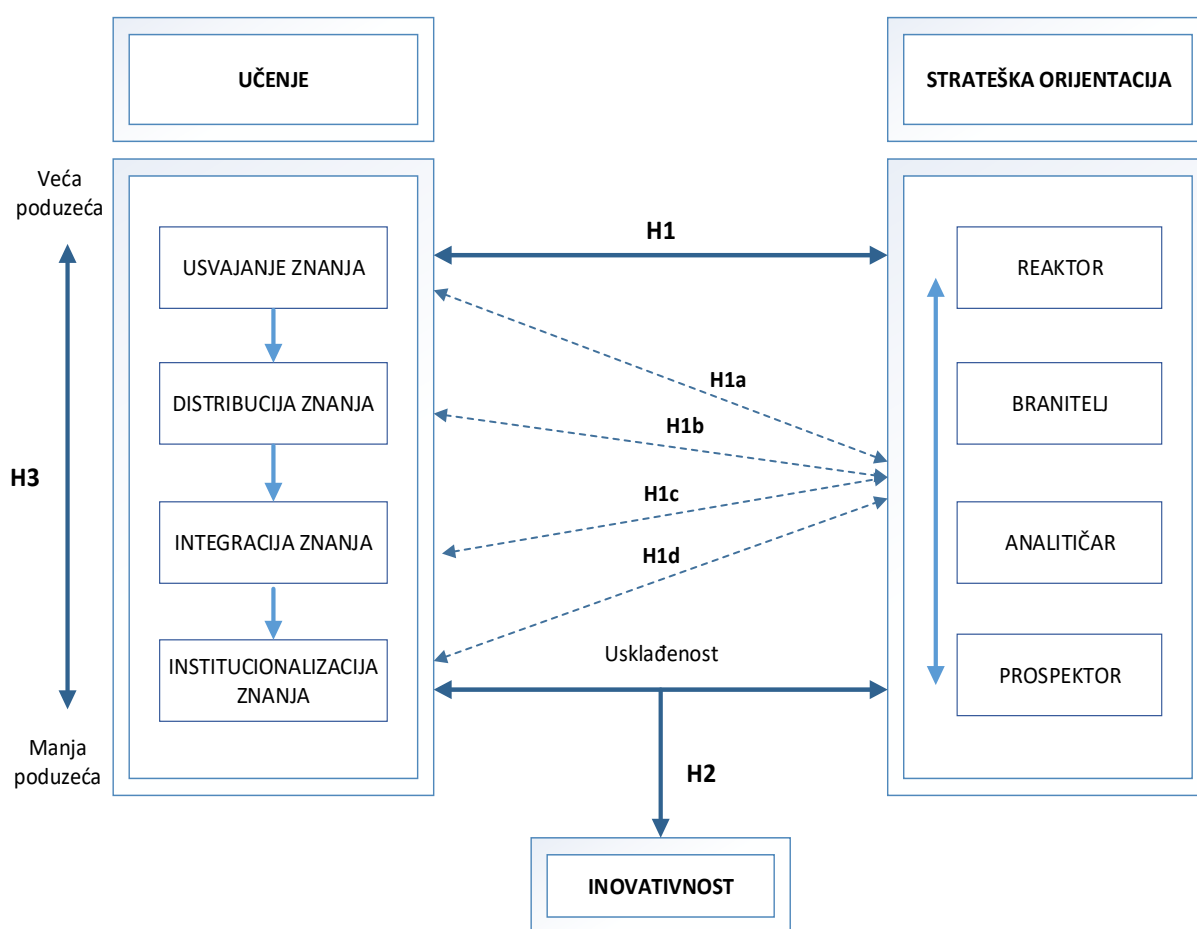 UČENJE
STRATEŠKA ORIJENTACIJA
Veća
poduzeća
H1
USVAJANJE ZNANJA
REAKTOR
H1a
DISTRIBUCIJA ZNANJA
H1b
BRANITELJ
H3
H1c
INTEGRACIJA ZNANJA
ANALITIČAR
H1d
Usklađenost
INSTITUCIONALIZACIJA
ZNANJA
PROSPEKTOR
Manja
poduzeća
H2
INOVATIVNOST